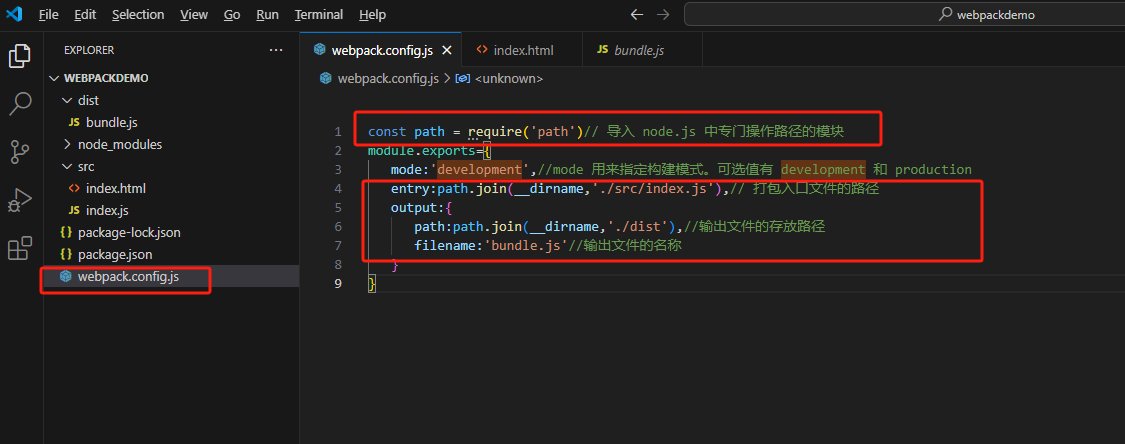 File Edit Selection View Go Run Terminal Help
webpackdemo
EXPLORER
WEBPACKDEMO
dist
JS bundle.js
node_modules
src
<> index.html
JS index.js
{} package-lock.json
{} package.json
webpack.config.js
webpack.config.js
<> index.html
JS bundle.js
webpack.config.js > <unknown>
1 const path = require('path')// 导入 node.js 中专门操作路径的模块
2 module.exports={
3 mode:'development',//mode 用来指定构建模式。可选值有 development 和 production
4 entry:path.join(__dirname,'./src/index.js'),// 打包入口文件的路径
5 output:{
6 path:path.join(__dirname,'./dist'),//输出文件的存放路径
7 filename:'bundle.js'//输出文件的名称
8 }
9 }